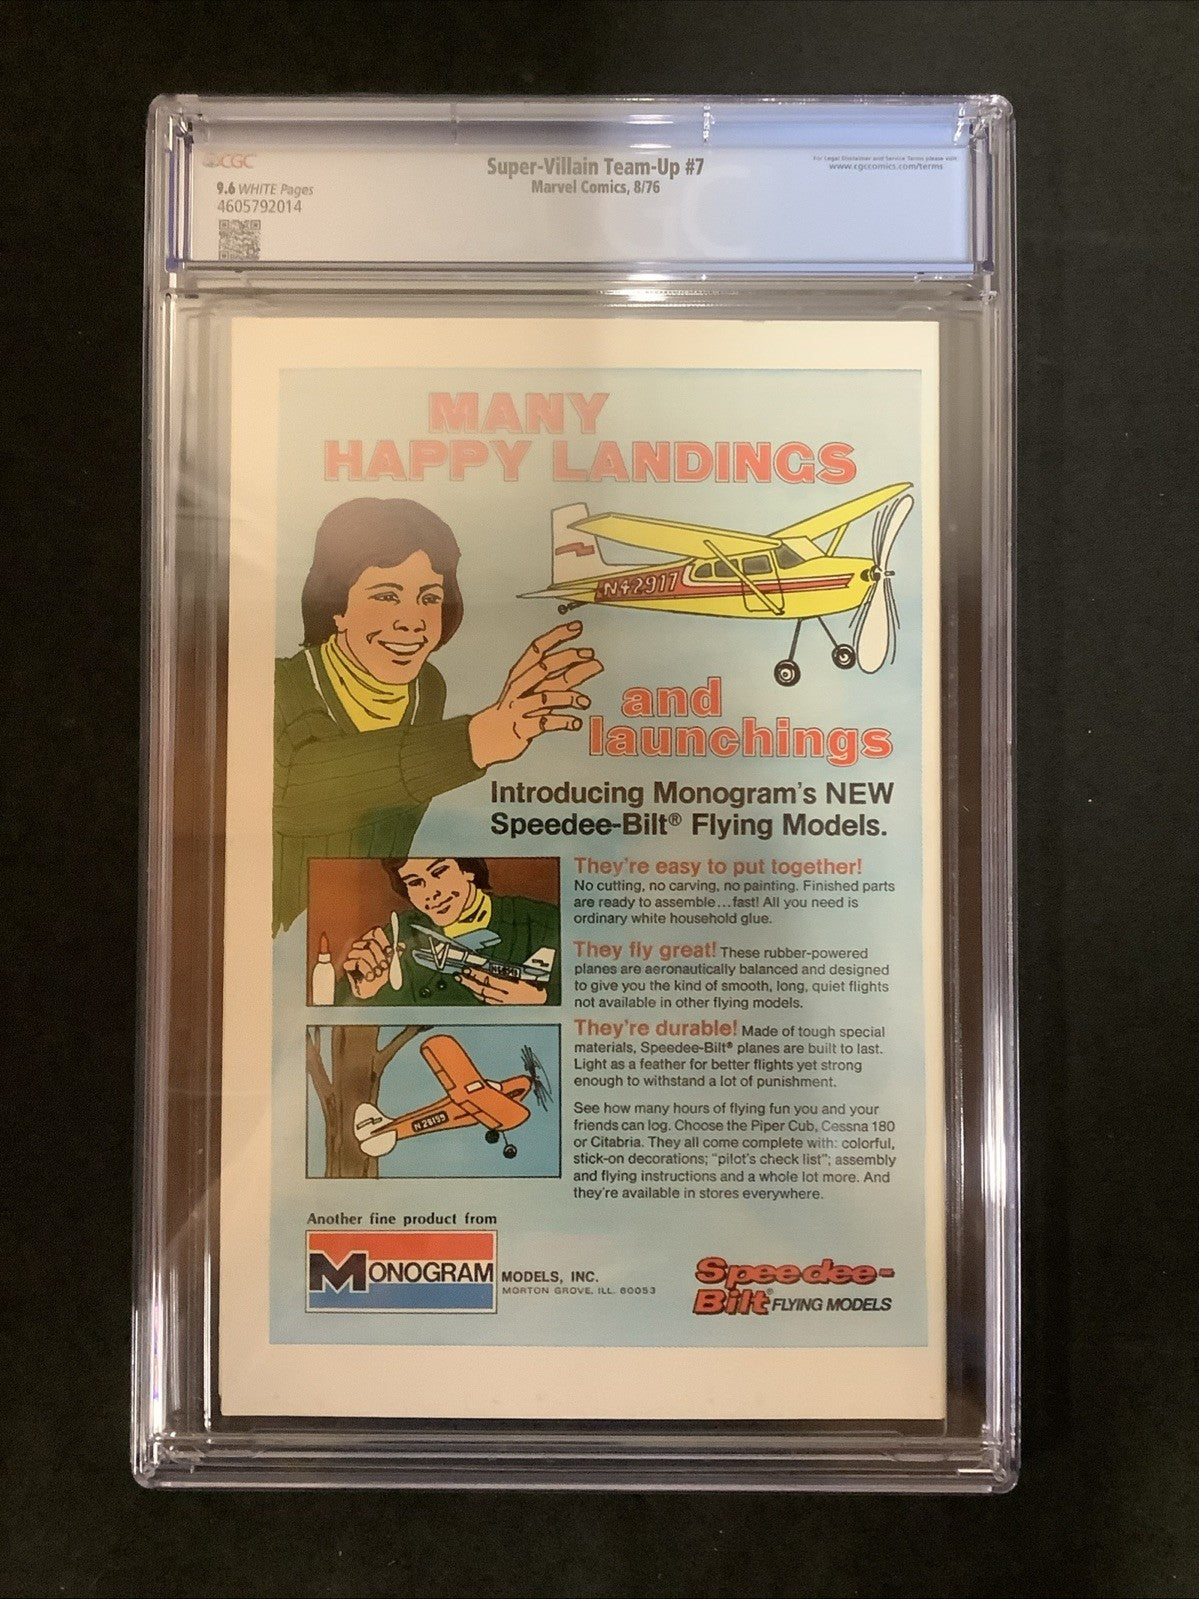 CGC
9.6 WHITE Pages
4605792014
Super-Villain Team-Up #7
Marvel Comics, 8/76
For Legal Disclaimer and Service Terms please visit
www.cgccomics.com/terms
MANY
HAPPY LANDINGS
N42917
and
launchings
Introducing Monogram's NEW
Speedee-Bilt® Flying Models.
They're easy to put together!
No cutting, no carving, no painting. Finished parts
are ready to assemble...fast! All you need is
ordinary white household glue.
They fly great! These rubber-powered
planes are aeronautically balanced and designed
to give you the kind of smooth, long, quiet flights
not available in other flying models.
They're durable! Made of tough special
materials, Speedee-Bilt® planes are built to last.
Light as a feather for better flights yet strong
enough to withstand a lot of punishment.
N28159
See how many hours of flying fun you and your
friends can log. Choose the Piper Cub, Cessna 180
or Citabria. They all come complete with: colorful,
stick-on decorations; "pilot's check list"; assembly
and flying instructions and a whole lot more. And
they're available in stores everywhere.
Another fine product from
MONOGRAM MODELS, INC.
MORTON GROVE, ILL. 60053
Speedee-
Bilt® FLYING MODELS